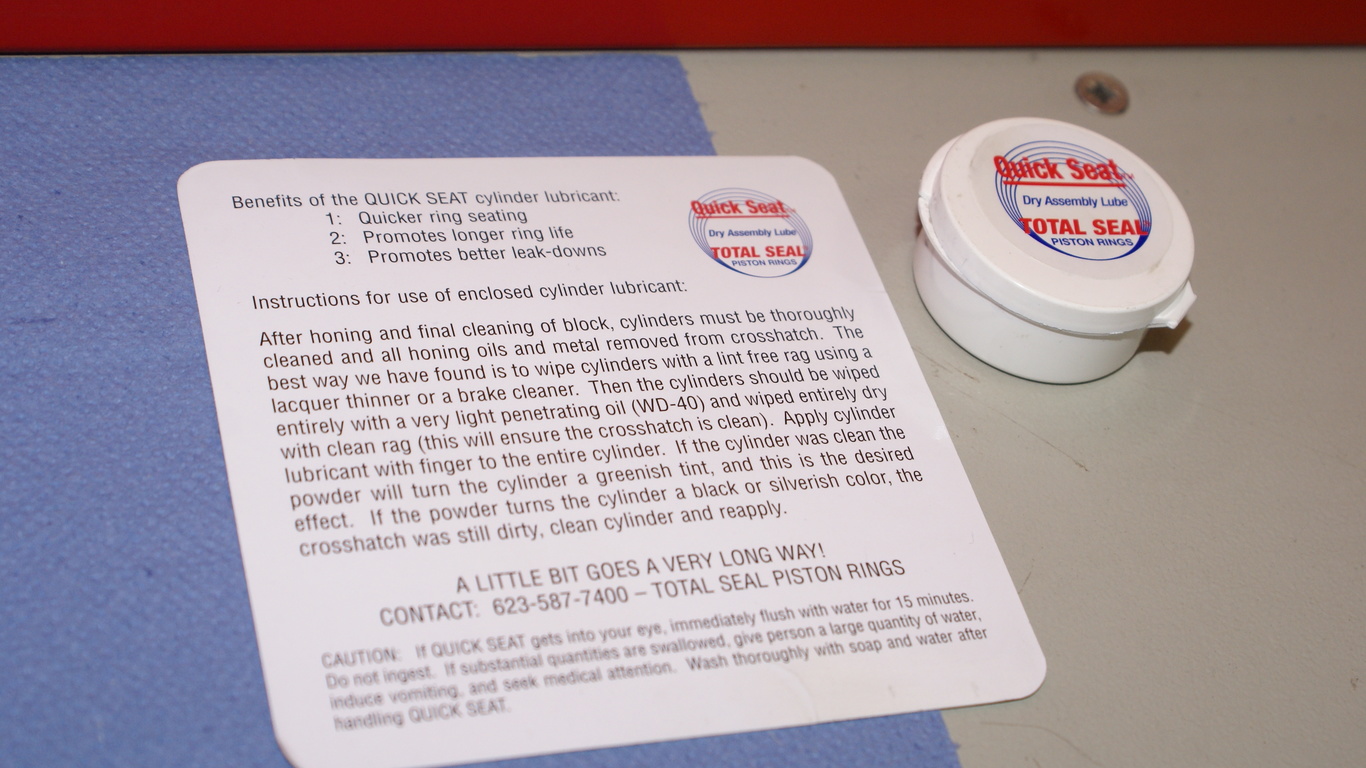 Benefits of the QUICK SEAT cylinder lubricant:
1: Quicker ring seating
2: Promotes longer ring life
3: Promotes better leak-downs
Quick Seat
Dry Assembly Lube
TOTAL SEAL
PISTON RINGS
Instructions for use of enclosed cylinder lubricant:
After honing and final cleaning of block, cylinders must be thoroughly
cleaned and all honing oils and metal removed from crosshatch. The
best way we have found is to wipe cylinders with a lint free rag using a
lacquer thinner or a brake cleaner. Then the cylinders should be wiped
entirely with a very light penetrating oil (WD-40) and wiped entirely dry
with clean rag (this will ensure the crosshatch is clean). Apply cylinder
lubricant with finger to the entire cylinder. If the cylinder was clean the
powder will turn the cylinder a greenish tint, and this is the desired
effect. If the powder turns the cylinder a black or silverish color, the
crosshatch was still dirty, clean cylinder and reapply.
A LITTLE BIT GOES A VERY LONG WAY!
CONTACT: 623-587-7400 – TOTAL SEAL PISTON RINGS
CAUTION: If QUICK SEAT gets into your eye, immediately flush with water for 15 minutes.
Do not ingest. If substantial quantities are swallowed, give person a large quantity of water,
induce vomiting, and seek medical attention. Wash thoroughly with soap and water after
handling QUICK SEAT.
Quick Seat
Dry Assembly Lube
TOTAL SEAL
PISTON RINGS